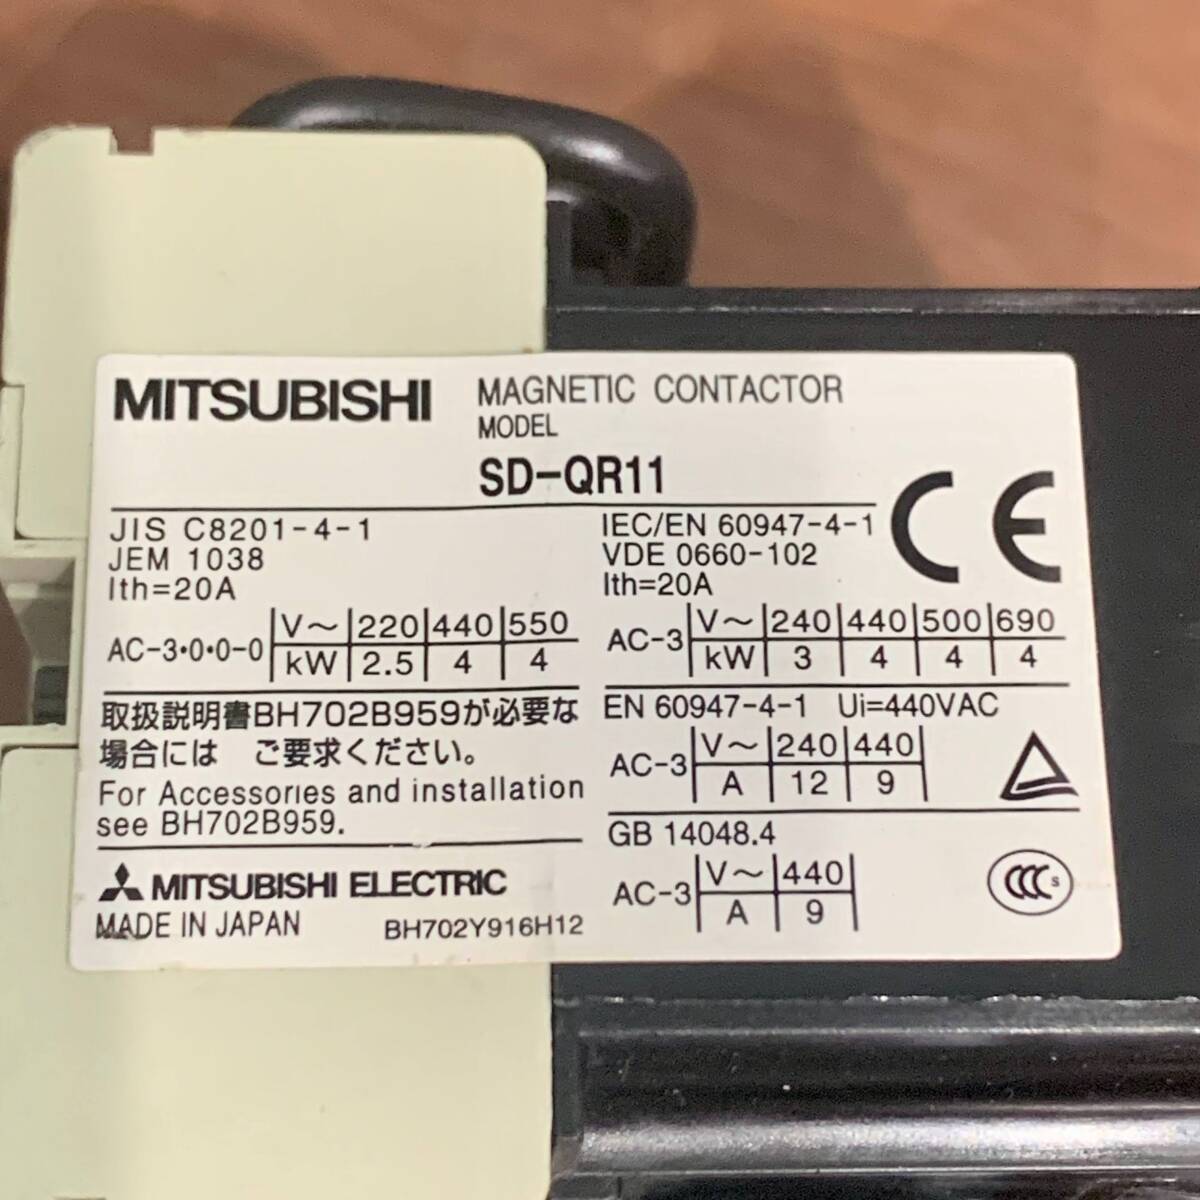 MITSUBISHI
MAGNETIC CONTACTOR
MODEL
SD-QR11
JIS C8201-4-1
JEM 1038
Ith=20A
AC-3・0・0-0 V~ 220 440 550
kW 2.5 4 4
取扱説明書BH702B959が必要な
場合には ご要求ください。
For Accessories and installation
see BH702B959.
MITSUBISHI ELECTRIC
MADE IN JAPAN BH702Y916H12
IEC/EN 60947-4-1
VDE 0660-102
Ith=20A
CE
AC-3 V~ 240 440 500 690
kW 3 4 4 4
EN 60947-4-1 Ui=440VAC
AC-3 V~ 240 440
A 12 9
GB 14048.4
AC-3 V~ 440
A 9
CCC S